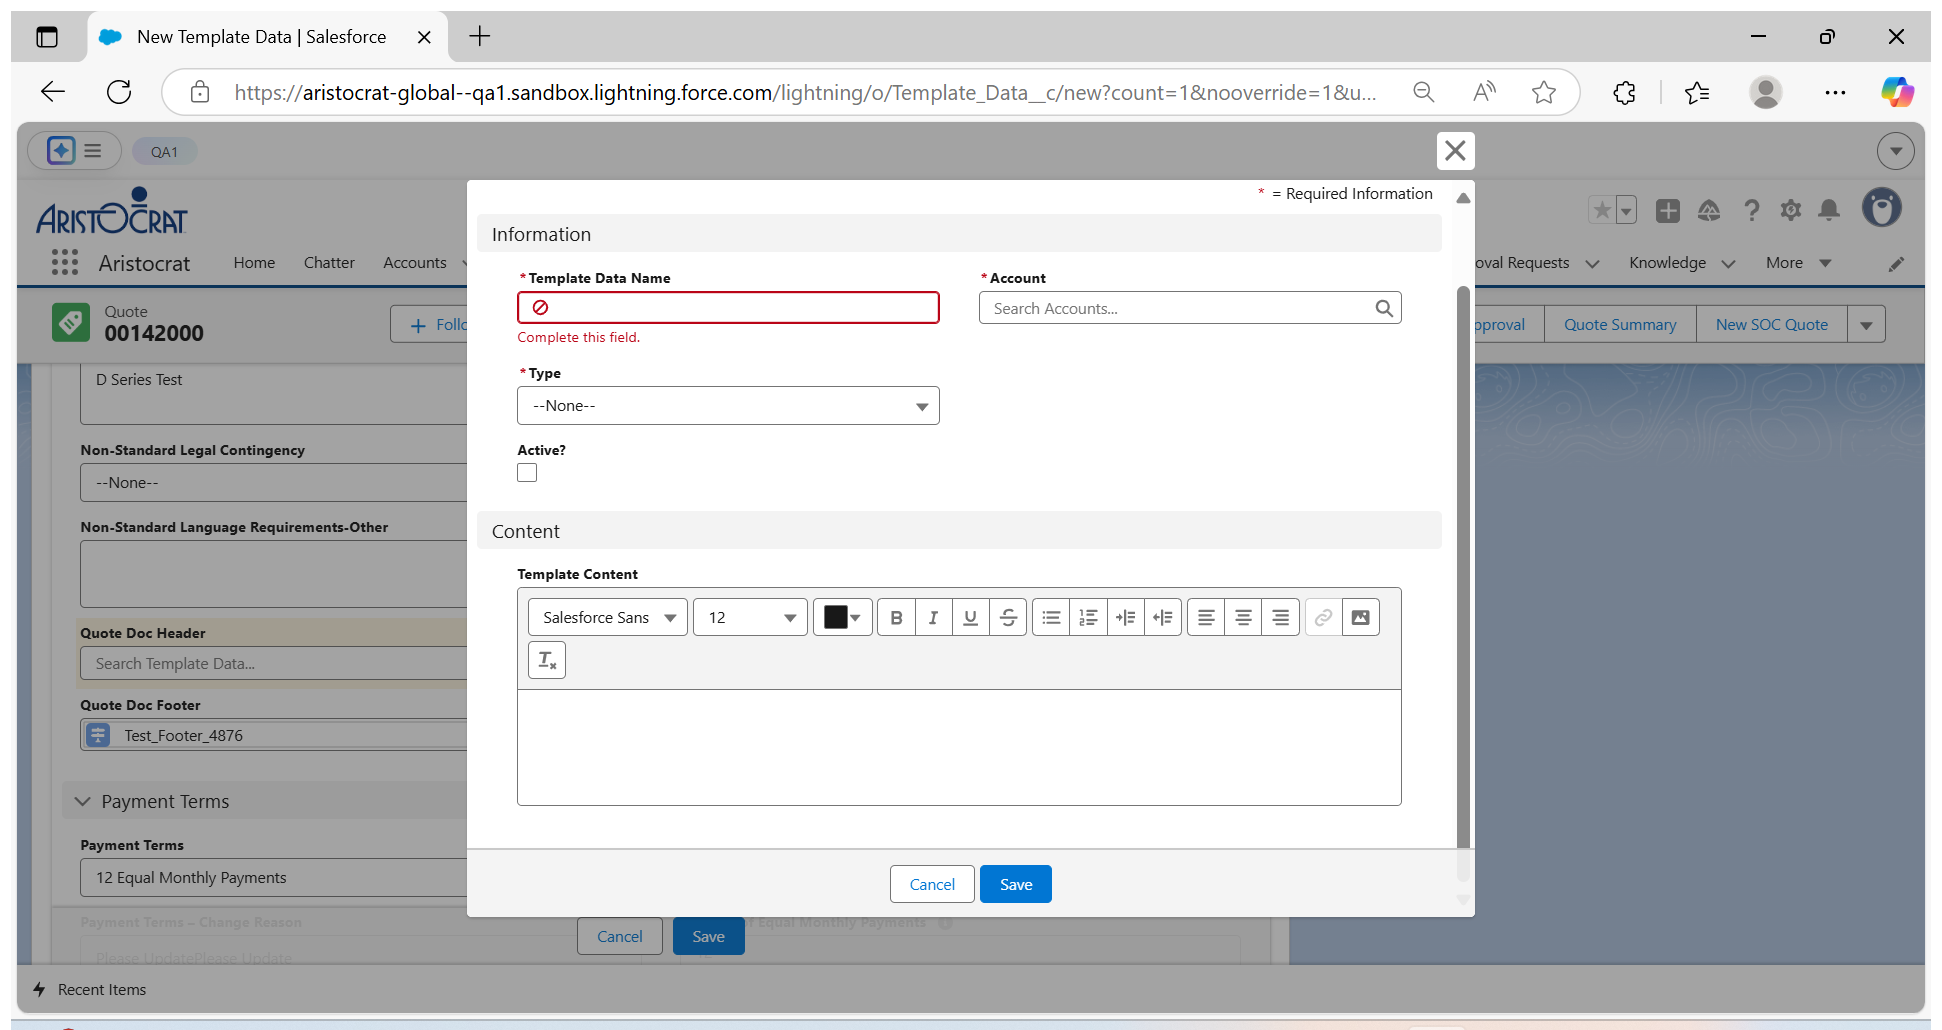 New Template Data | Salesforce
https://aristocrat-global--qa1.sandbox.lightning.force.com/lightning/o/Template_Data__c/new?count=1&nooverride=1&u...
QA1
* = Required Information
ARISTOCRAT
Information
Aristocrat Home Chatter Accounts
oval Requests Knowledge More
* Template Data Name
* Account
Search Accounts...
Complete this field.
Quote
00142000
Follo
pproval Quote Summary New SOC Quote
* Type
--None--
D Series Test
Active?
Non-Standard Legal Contingency
--None--
Non-Standard Language Requirements-Other
Content
Template Content
Salesforce Sans 12 B I U S
Quote Doc Header
Search Template Data...
Quote Doc Footer
Test_Footer_4876
Payment Terms
Payment Terms
12 Equal Monthly Payments
Cancel Save
Payment Terms – Change Reason
f Equal Monthly Payments
Cancel Save
Please UpdatePlease Update
Recent Items